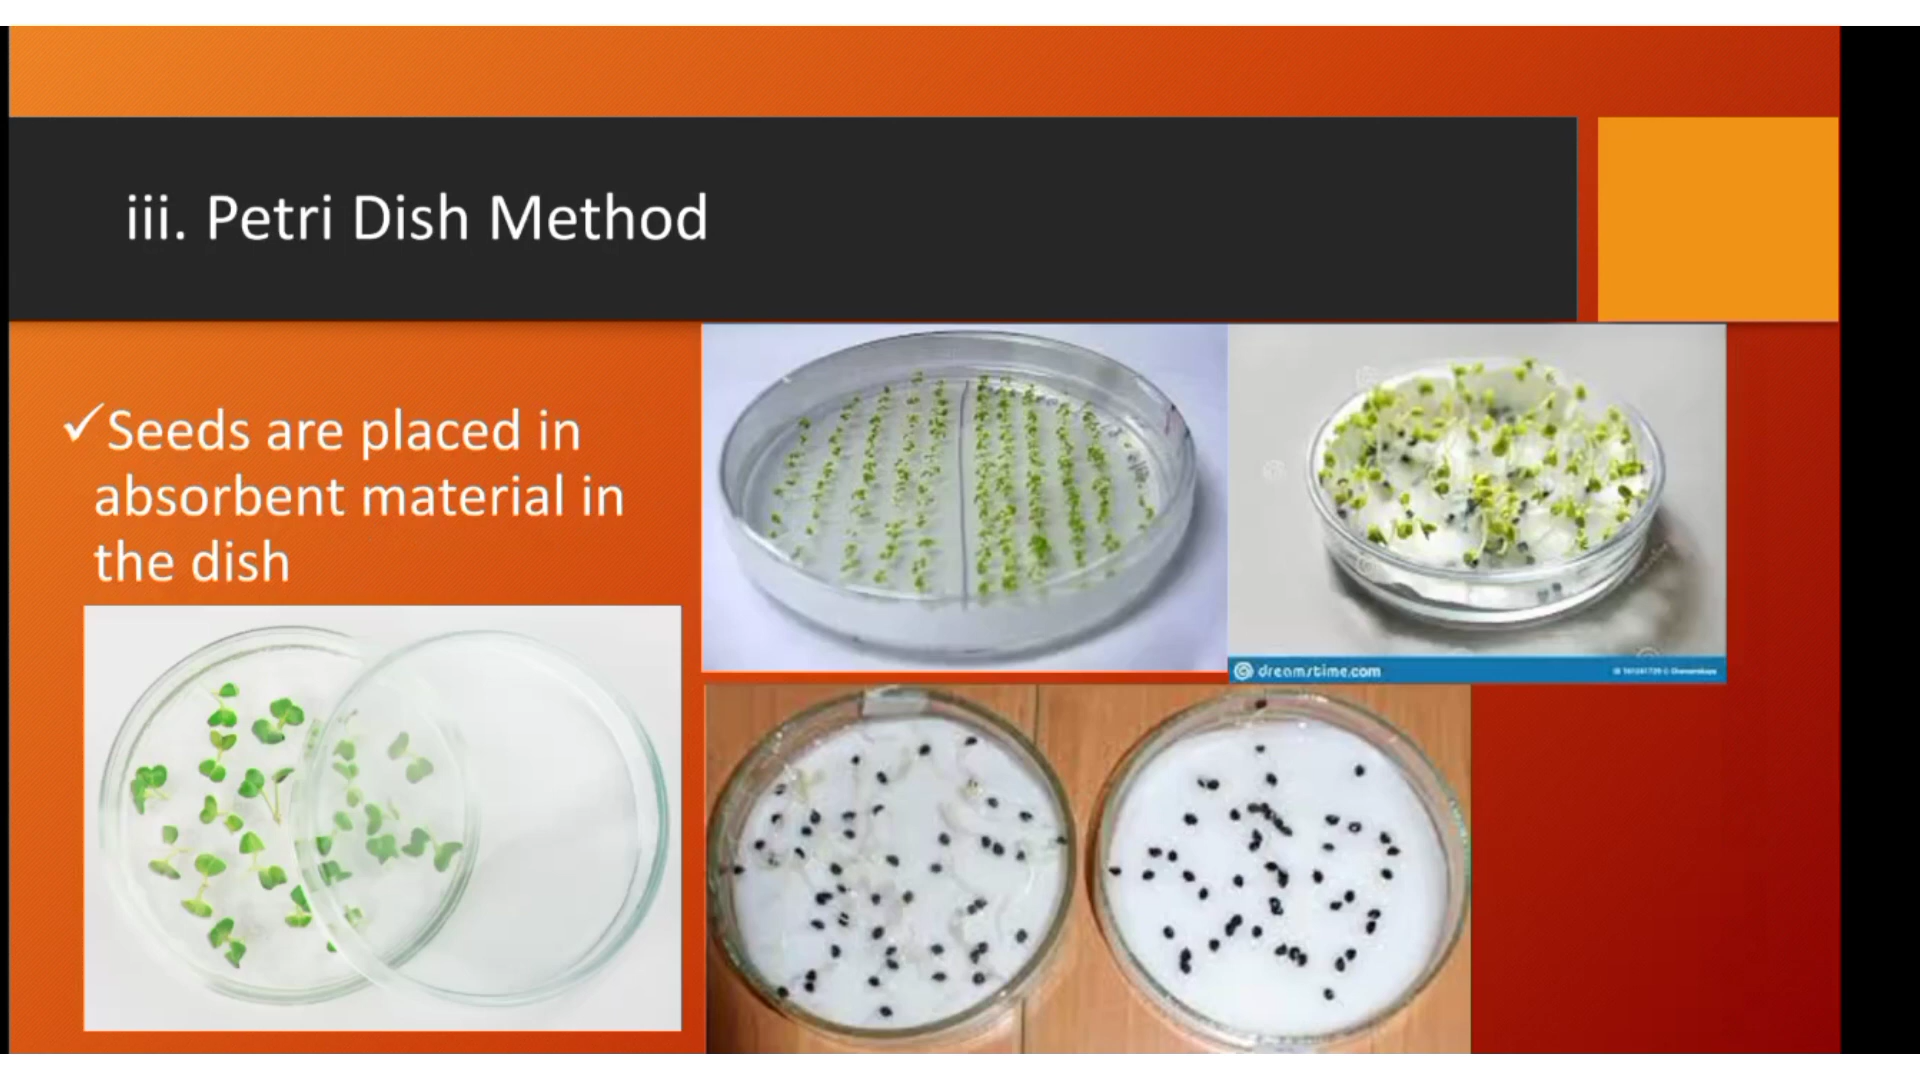 iii. Petri Dish Method
✓Seeds are placed in
absorbent material in
the dish
dreamstime.com